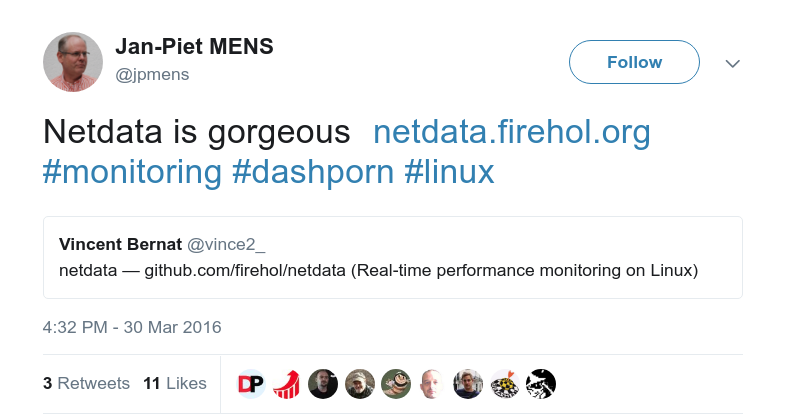 Jan-Piet MENS
@jpmens
Follow
Netdata is gorgeous netdata.firehol.org
#monitoring #dashporn #linux
Vincent Bernat @vince2_
netdata — github.com/firehol/netdata (Real-time performance monitoring on Linux)
4:32 PM - 30 Mar 2016
3 Retweets 11 Likes
DP